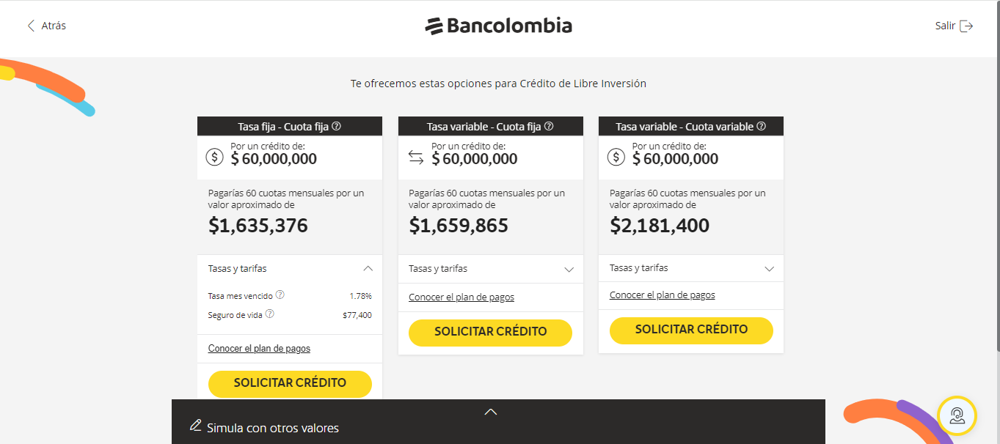 Atrás
Bancolombia
Salir
Te ofrecemos estas opciones para Crédito de Libre Inversión
Tasa fija - Cuota fija
Por un crédito de:
$ 60,000,000
Pagarías 60 cuotas mensuales por un
valor aproximado de
$1,635,376
Tasas y tarifas
Tasa mes vencido 1.78%
Seguro de vida $77,400
Conocer el plan de pagos
SOLICITAR CRÉDITO
Tasa variable - Cuota fija
Por un crédito de:
$ 60,000,000
Pagarías 60 cuotas mensuales por un
valor aproximado de
$1,659,865
Tasas y tarifas
Conocer el plan de pagos
SOLICITAR CRÉDITO
Tasa variable - Cuota variable
Por un crédito de:
$ 60,000,000
Pagarías 60 cuotas mensuales por un
valor aproximado de
$2,181,400
Tasas y tarifas
Conocer el plan de pagos
SOLICITAR CRÉDITO
Simula con otros valores